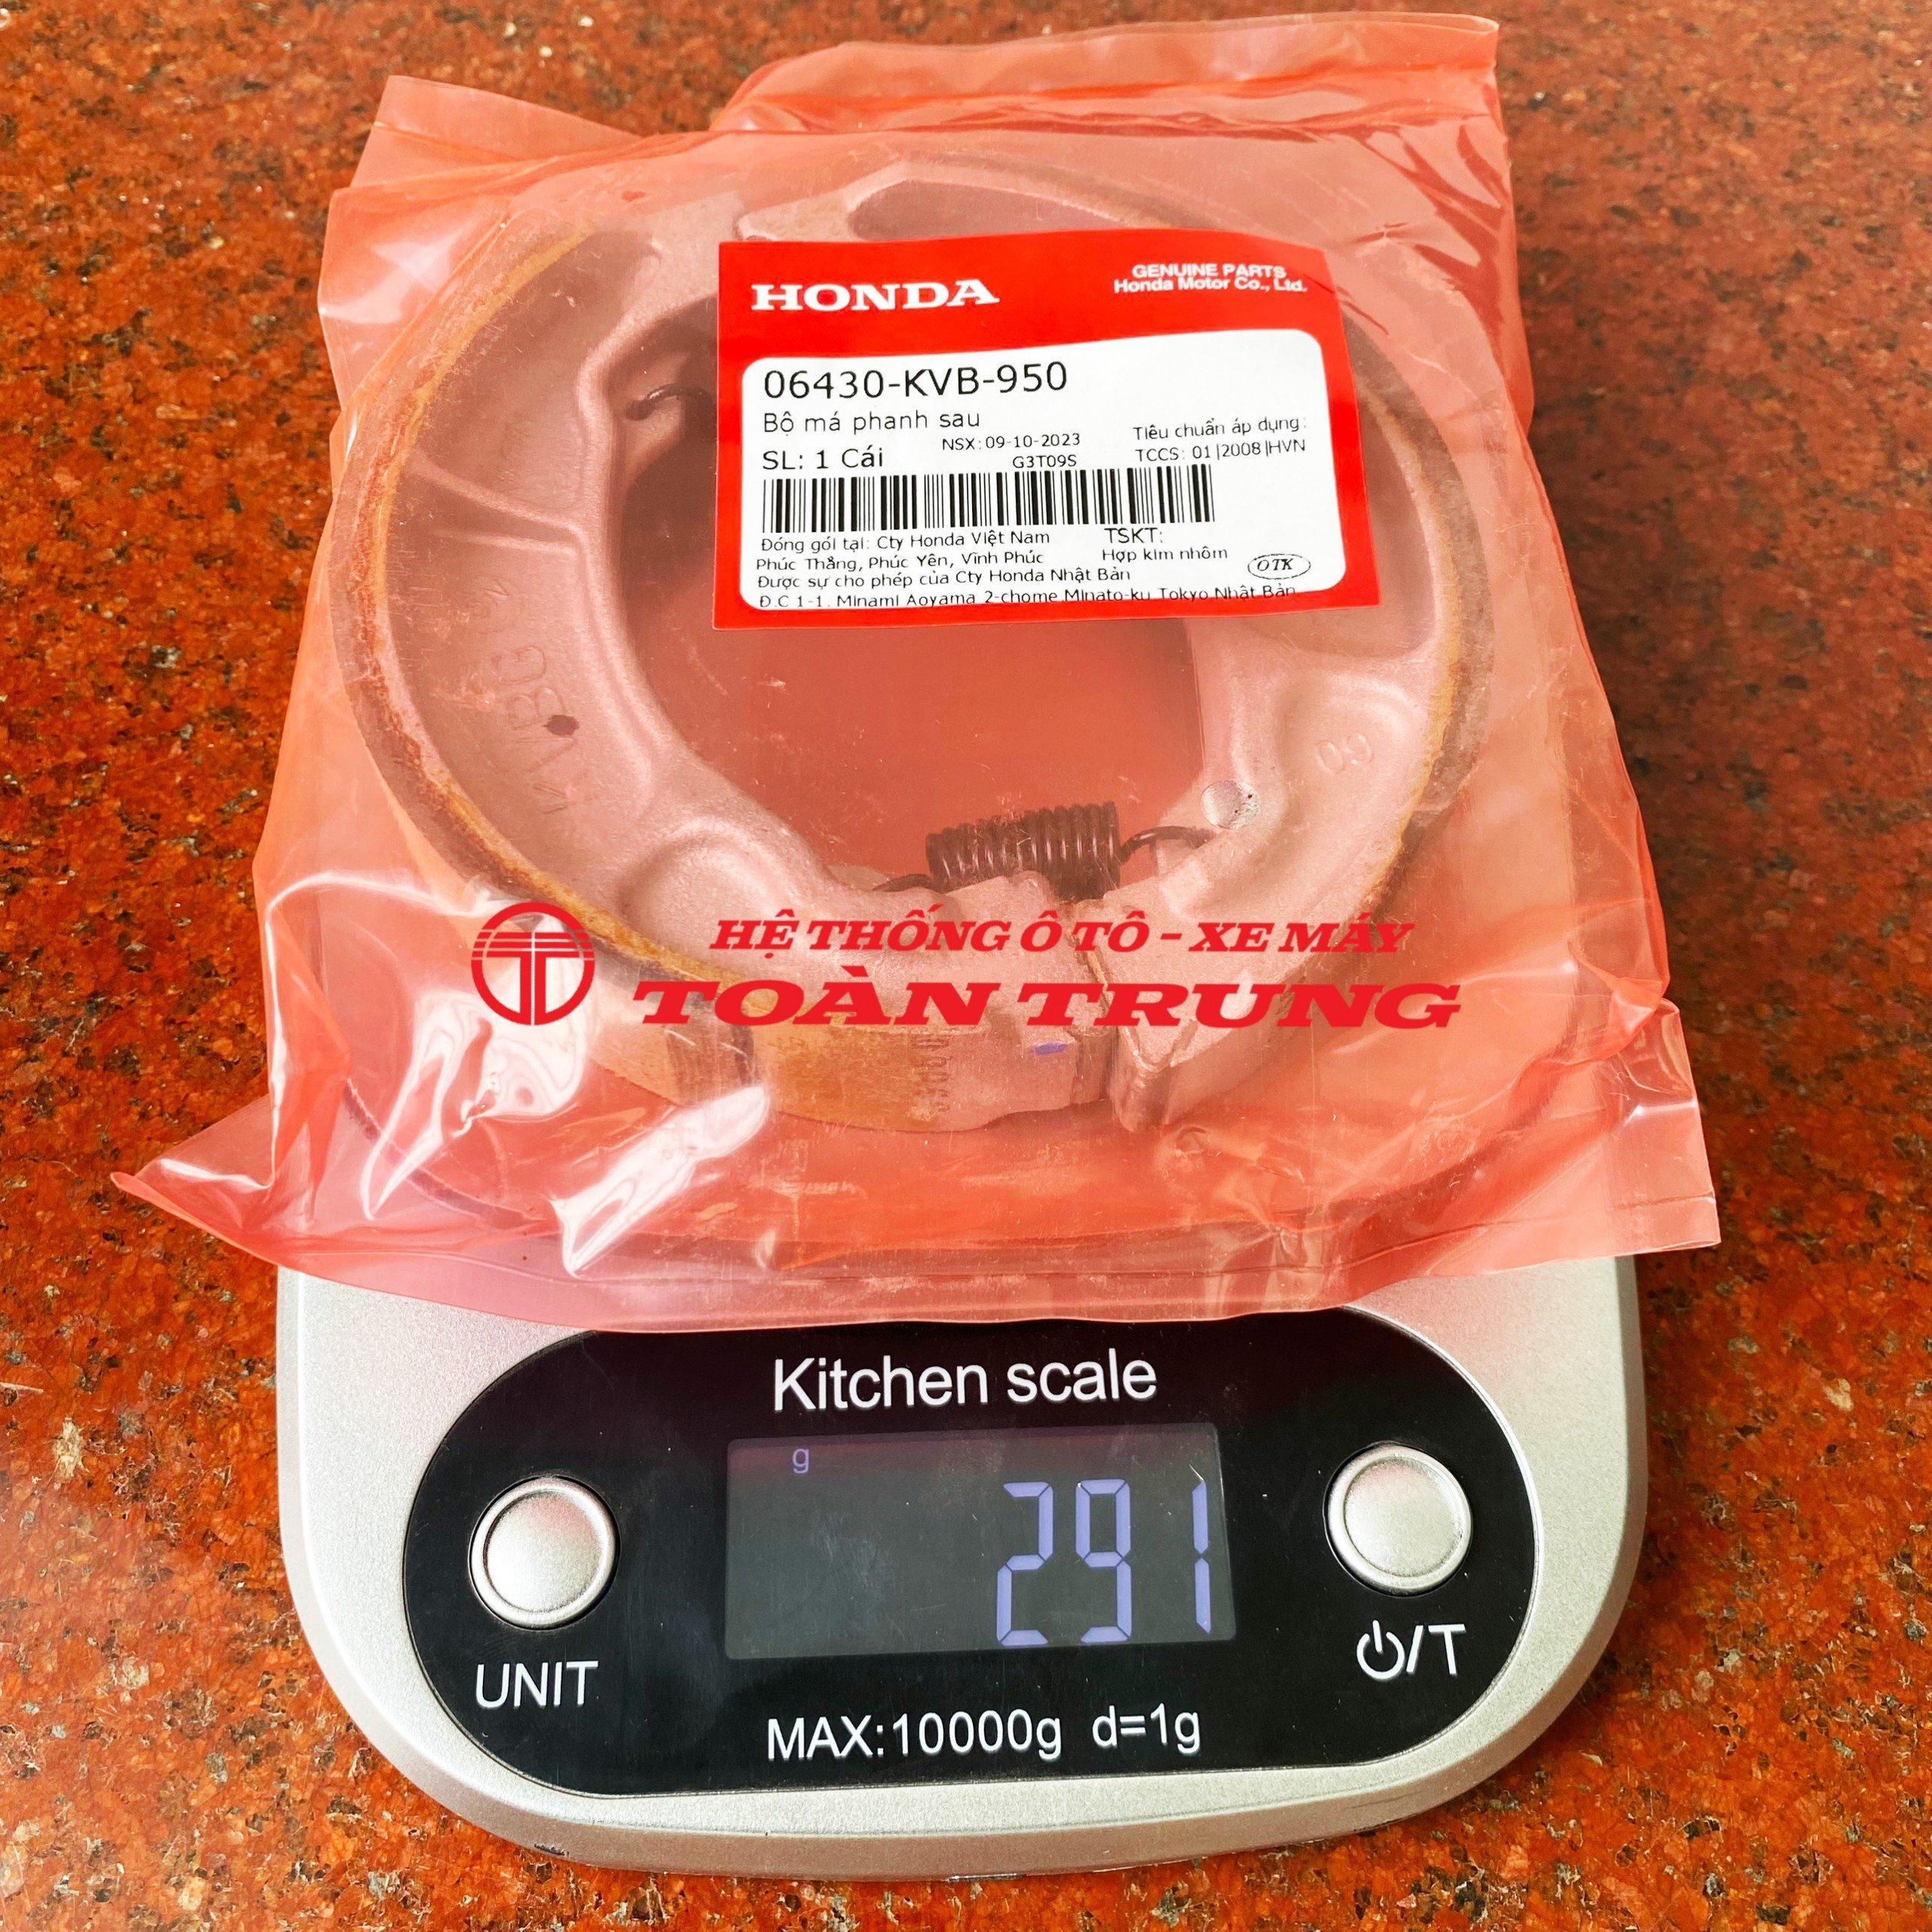 HONDA
GENUINE PARTS
Honda Motor Co., Ltd.
06430-KVB-950
Bộ má phanh sau
SL: 1 Cái
NSX: 09-10-2023
G3T09S
Tiêu chuẩn áp dụng:
TCCS: 01|2008|HVN
Đóng gói tại: Cty Honda Việt Nam
Phúc Thắng, Phúc Yên, Vĩnh Phúc
TSKT:
Hợp kim nhôm
OTK
Được sự cho phép của Cty Honda Nhật Bản
Đ.C 1-1, Minami Aoyama 2-chome Minato-ku Tokyo Nhật Bản
HỆ THỐNG Ô TÔ - XE MÁY
TOÀN TRUNG
Kitchen scale
g
291
UNIT
/T
MAX:10000g d=1g